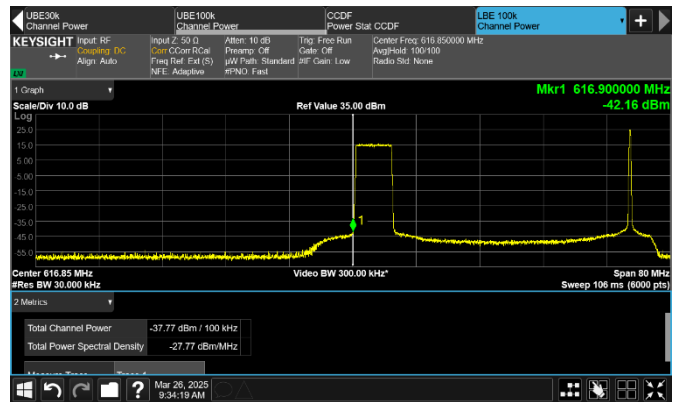 UBE30k
Channel Power
UBE100k
Channel Power
CCDF
Power Stat CCDF
LBE 100k
Channel Power
KEYSIGHT
Input: RF
Coupling: DC
Align: Auto
Input Z: 50 Ω
Corr CCorr RCal
Freq Ref: Ext (S)
NFE: Adaptive
Atten: 10 dB
Preamp: Off
µW Path: Standard
#PNO: Fast
Trig: Free Run
Gate: Off
#IF Gain: Low
Center Freq: 616.850000 MHz
Avg|Hold: 100/100
Radio Std: None
LXI
1 Graph
Mkr1 616.900000 MHz
Scale/Div 10.0 dB
Ref Value 35.00 dBm
-42.16 dBm
Log
25.0
15.0
5.00
-5.00
-15.0
-25.0
-35.0
-45.0
-55.0
1
Center 616.85 MHz
Video BW 300.00 kHz*
Span 80 MHz
#Res BW 30.000 kHz
Sweep 106 ms (6000 pts)
2 Metrics
Total Channel Power
-37.77 dBm / 100 kHz
Total Power Spectral Density
-27.77 dBm/MHz
Mar 26, 2025
9:34:19 AM